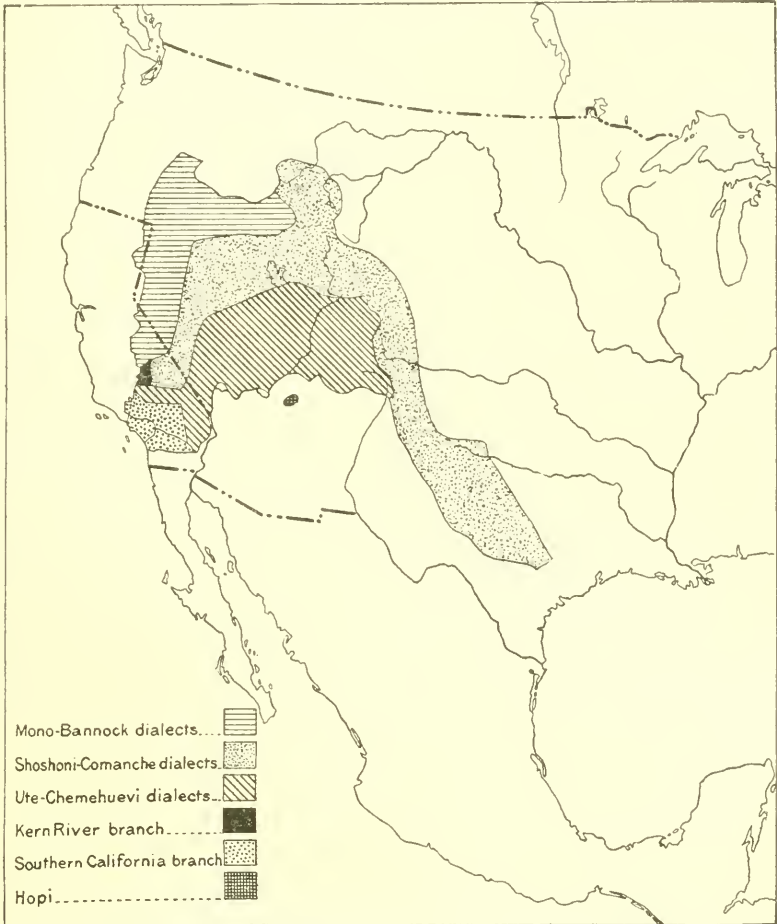 Mono-Bannock dialects....
Shoshoni-Comanche dialects.
Ute-Chemehuevi dialects...
Kern River branch.........
Southern California branch
Hopi......................